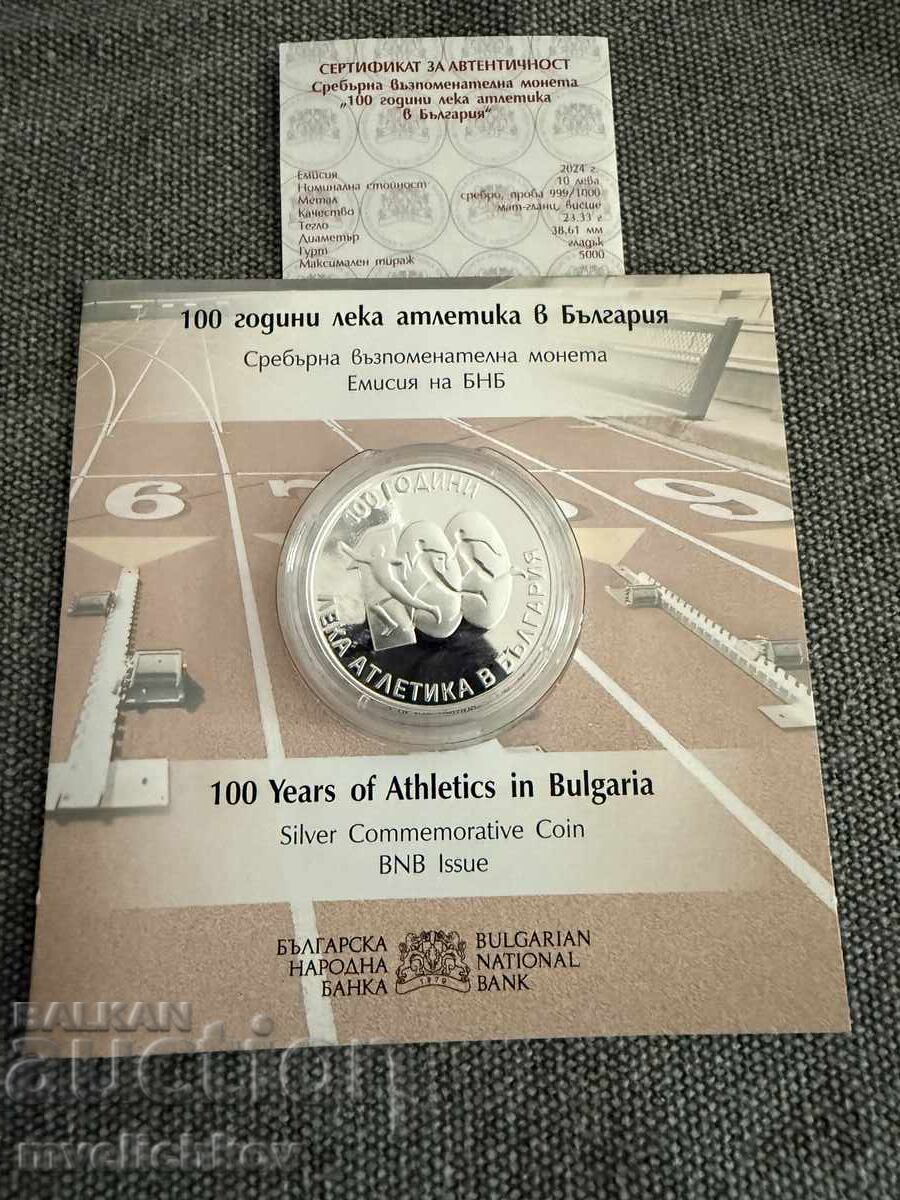 СЕРТИФИКАТ ЗА АВТЕНТИЧНОСТ
Сребърна възпоменателна монета
„100 години лека атлетика
в България“
Емисия 2024 г.
Номинална стойност 10 лева
Метал сребро, проба 999/1000
Качество мат-гланц, висше
Тегло 23.33 г
Диаметър 38.61 мм
Гурт гладък
Максимален тираж 5000
100 години лека атлетика в България
Сребърна възпоменателна монета
Емисия на БНБ
6
9
100 ГОДИНИ
ЛЕКА АТЛЕТИКА В БЪЛГАРИЯ
100 Years of Athletics in Bulgaria
Silver Commemorative Coin
BNB Issue
БЪЛГАРСКА НАРОДНА БАНКА
1879
BULGARIAN NATIONAL BANK
BALKAN
auction
mvelichkov